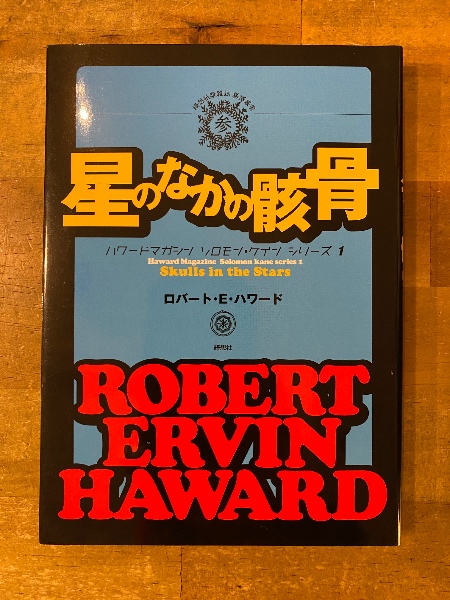 参
星のなかの骸骨
ハワードマガジン ソロモン・ケイン シリーズ 1
Haward Magazine Solomon kane series 1
Skulls in the Stars
ロバート・E・ハワード
ROBERT
ERVIN
HAWARD